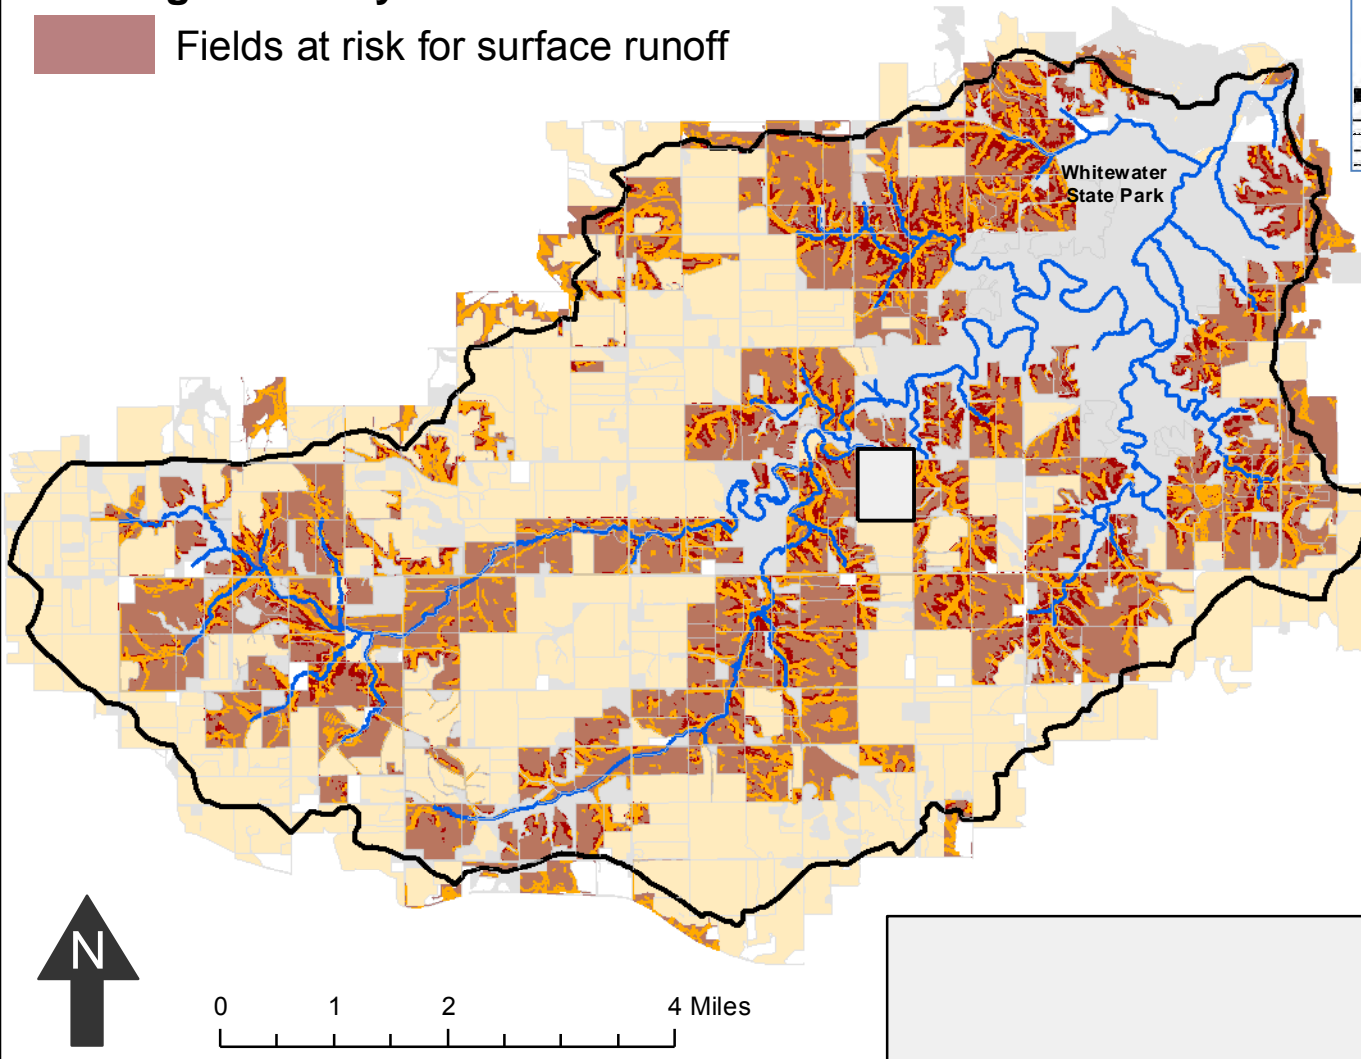 Fields at risk for surface runoff
Whitewater
State Park
N
0 1 2 4 Miles